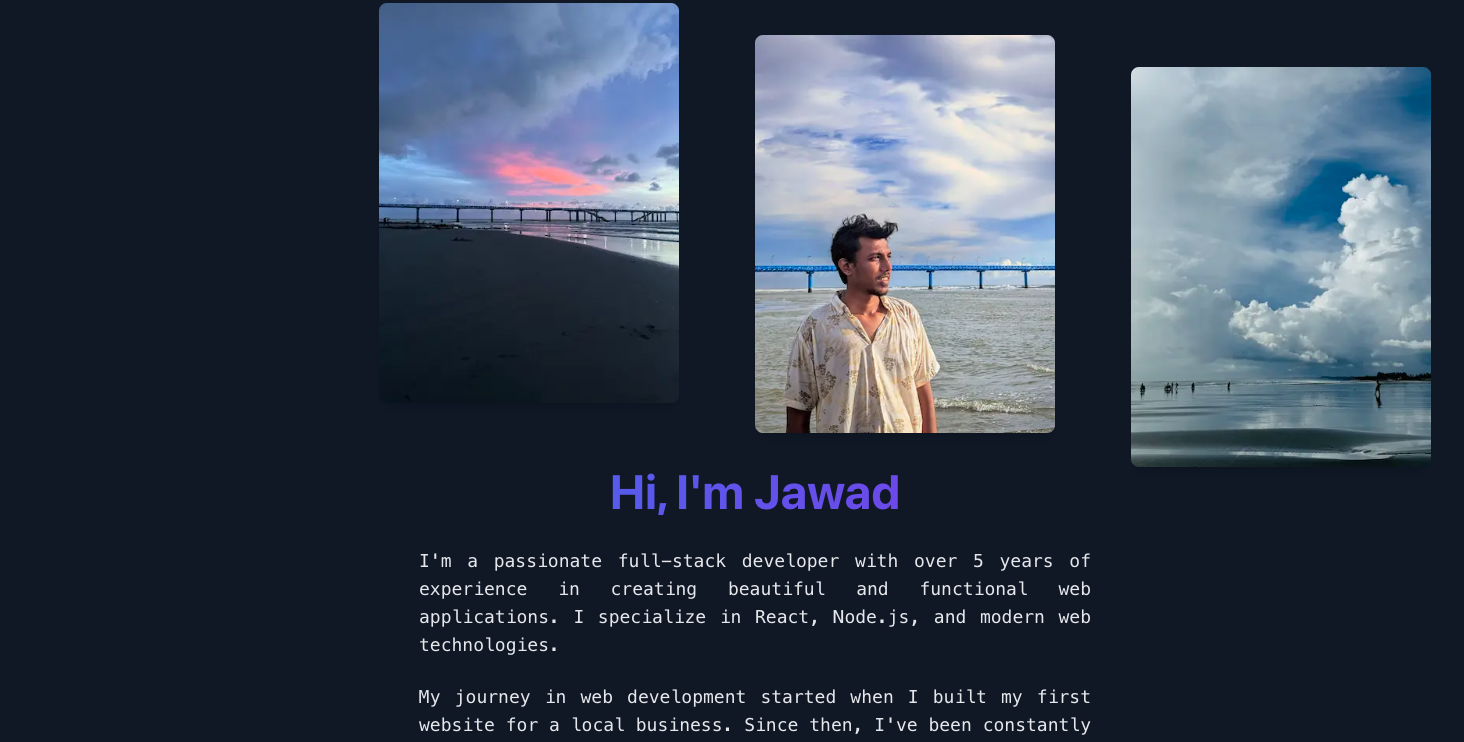 Hi, I'm Jawad
I'm a passionate full-stack developer with over 5 years of
experience in creating beautiful and functional web
applications. I specialize in React, Node.js, and modern web
technologies.
My journey in web development started when I built my first
website for a local business. Since then, I've been constantly